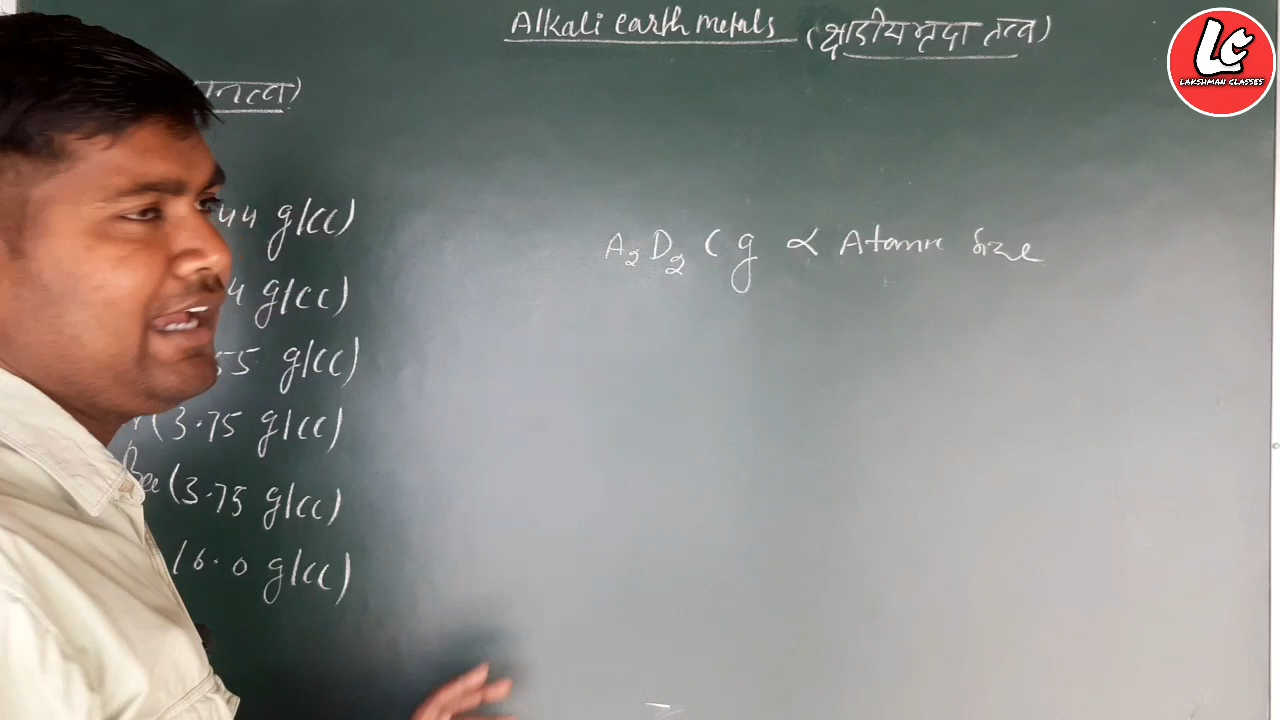 Alkali earth metals (क्षारीय मृदा तत्व)
LC
LAKSHMAN CLASSES
नत्व)
44 g/cc)
A2D2 ( g ∝ Atomic Size
4 g/cc)
55 g/cc)
(3.75 g/cc)
(3.75 g/cc)
(6.0 g/cc)